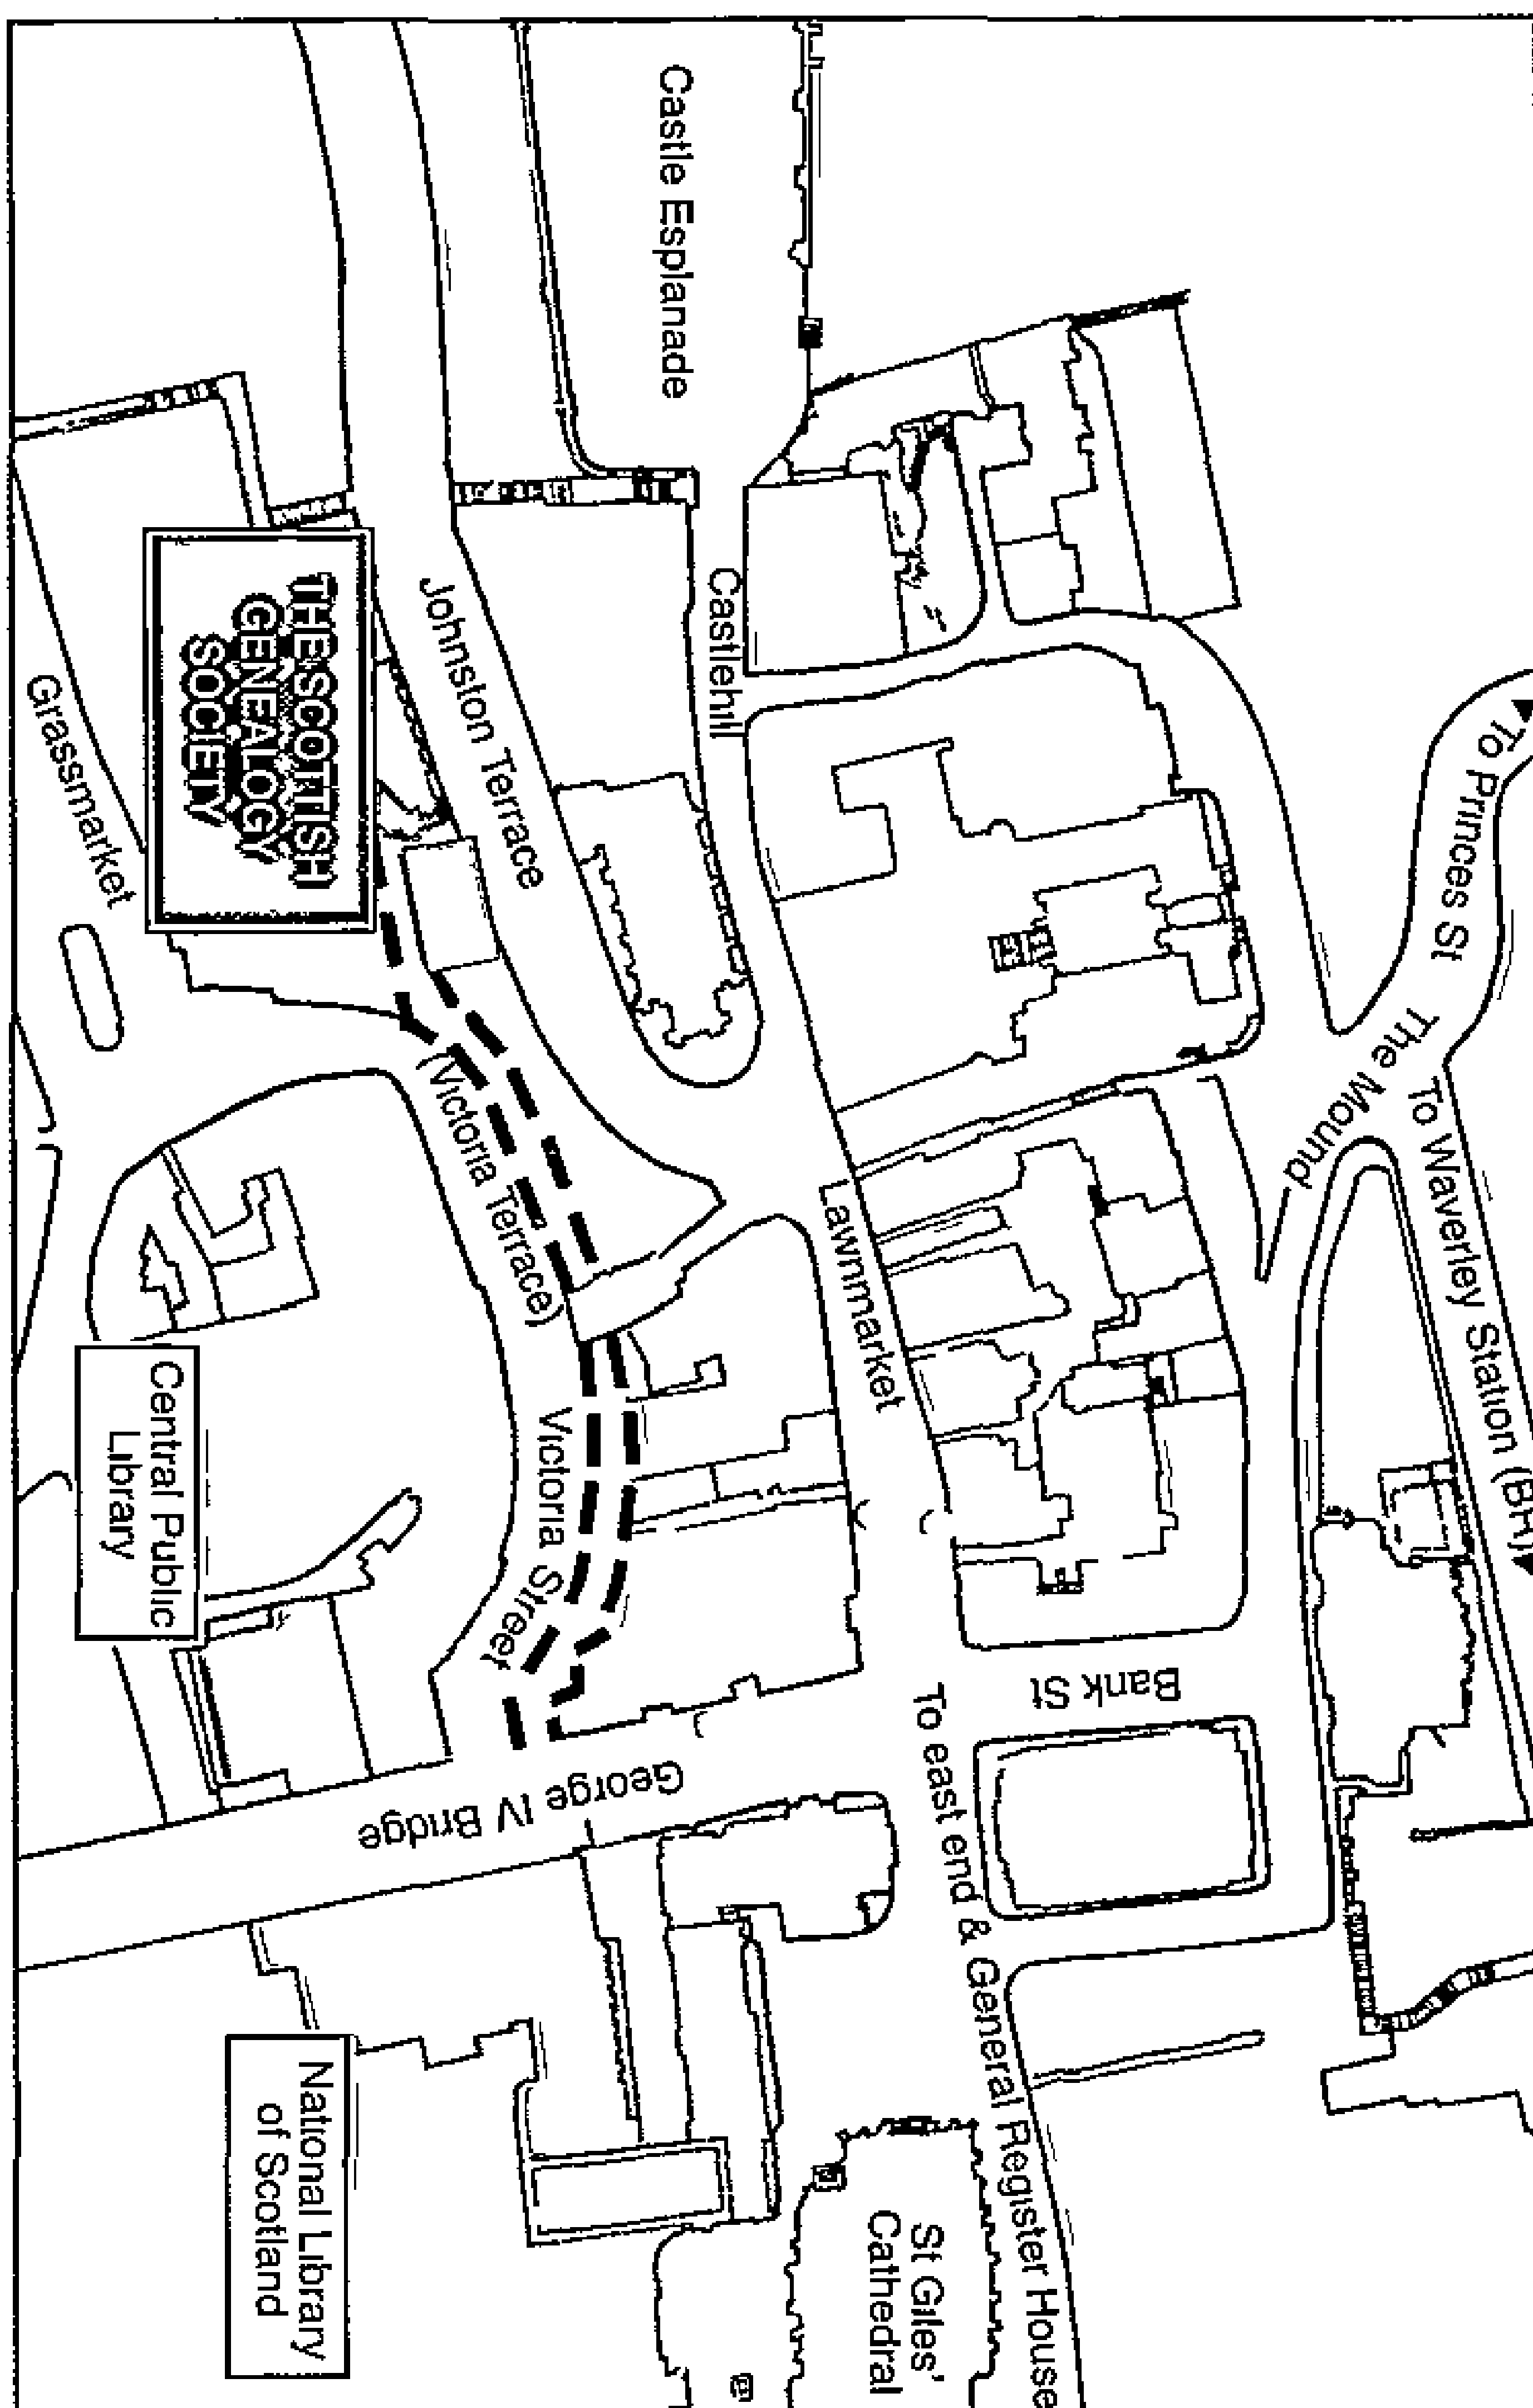 To Princes St
The Mound
To Waverley Station (BR)
Castle Esplanade
Castlehill
Lawnmarket
Bank St
To east end & General Register House
St Giles'
Cathedral
Johnston Terrace
(Victoria Terrace)
Victoria Street
George IV Bridge
THE SCOTTISH
GENEALOGY
SOCIETY
Grassmarket
Central Public
Library
National Library
of Scotland